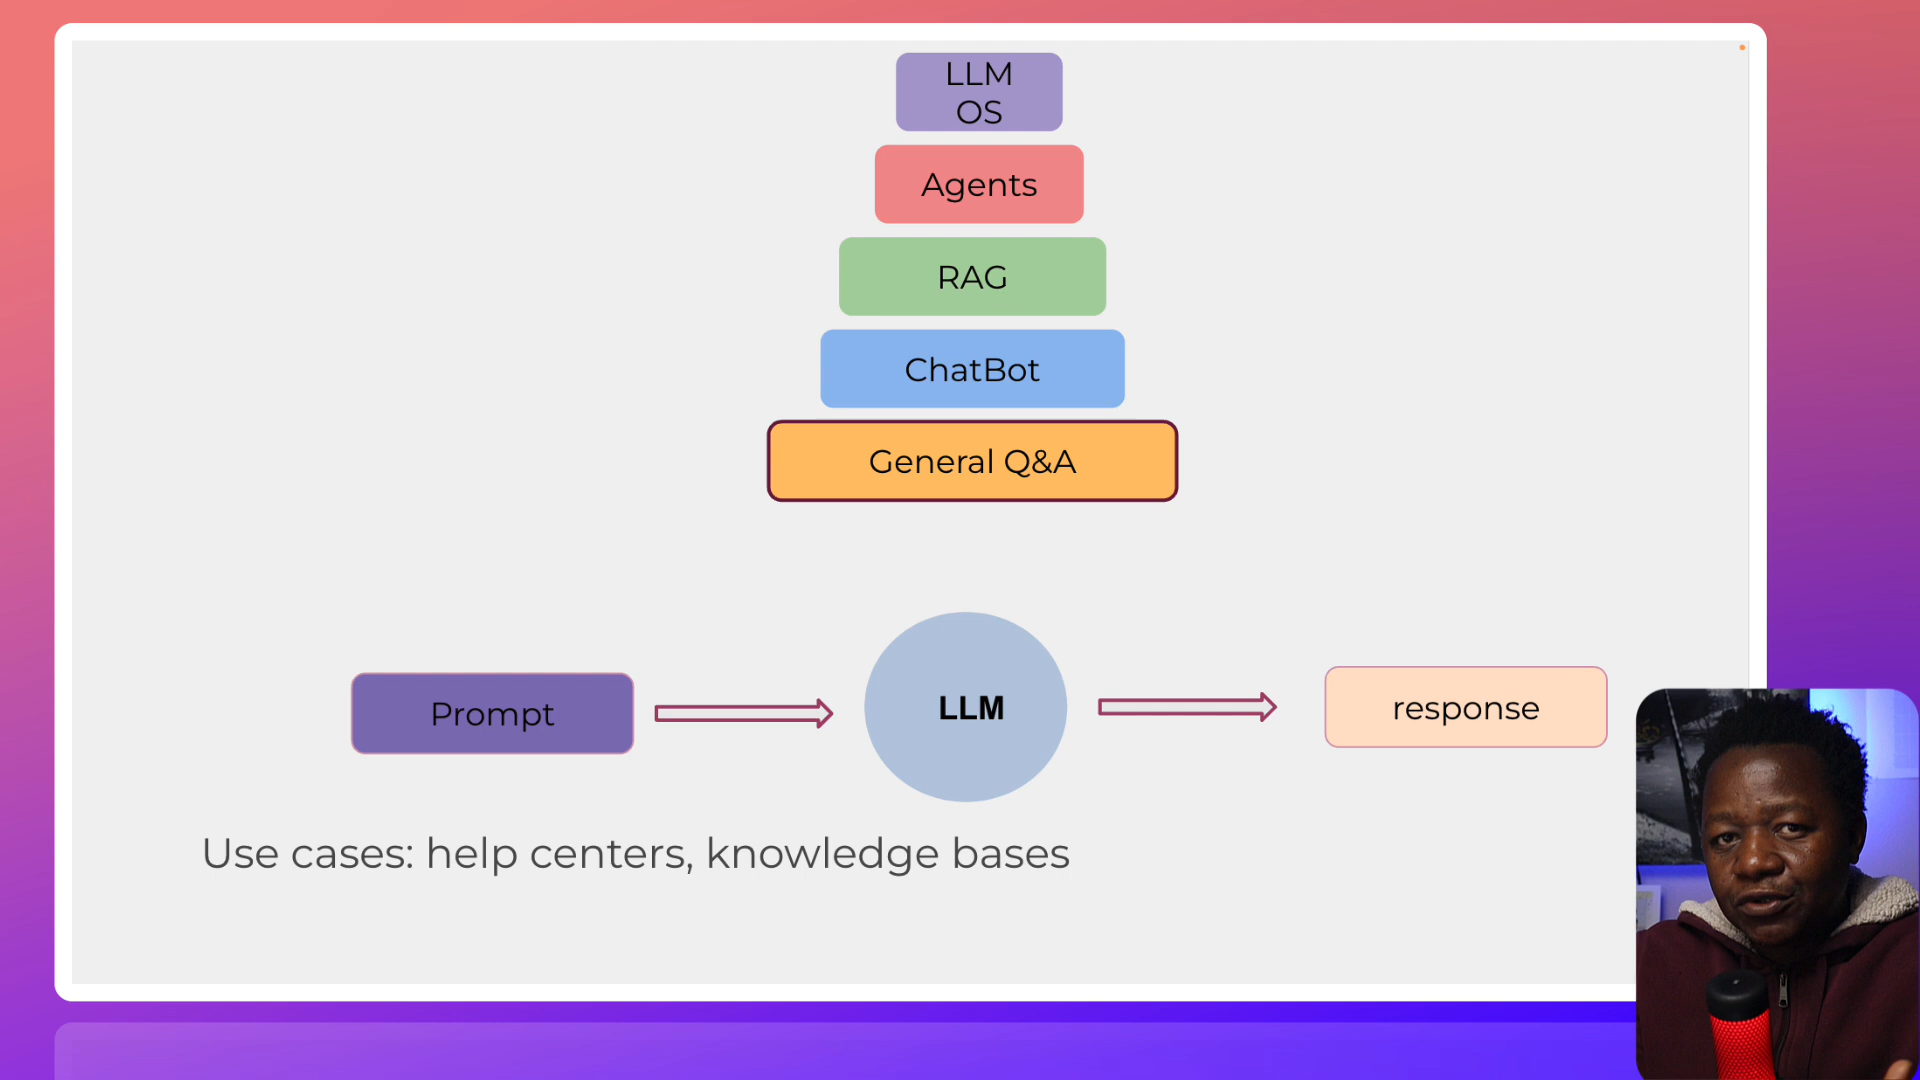 LLM
OS
Agents
RAG
ChatBot
General Q&A
Prompt
LLM
response
Use cases: help centers, knowledge bases